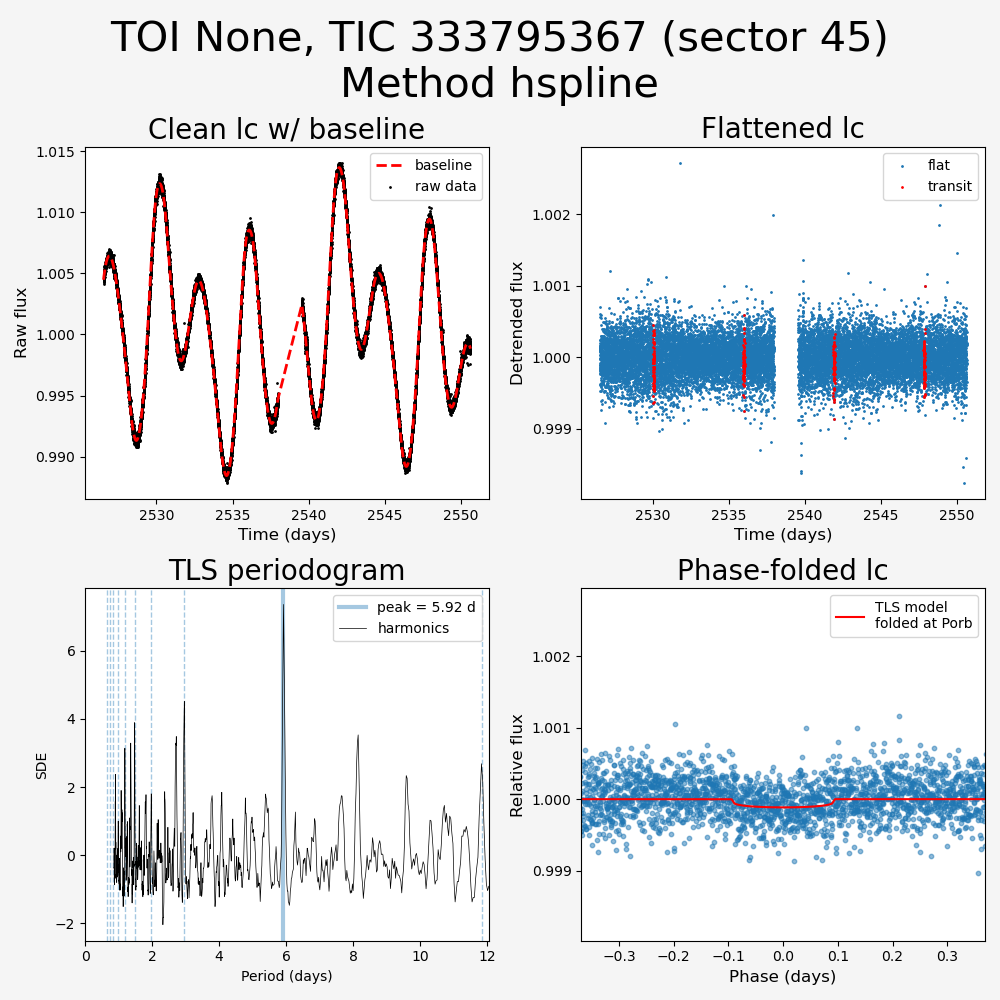 TOI None, TIC 333795367 (sector 45)
Method hspline
Clean lc w/ baseline
1.015
1.010
1.005
1.000
0.995
0.990
Raw flux
baseline
raw data
2530
2535
2540
2545
2550
Time (days)
Flattened lc
1.002
1.001
1.000
0.999
Detrended flux
flat
transit
2530
2535
2540
2545
2550
Time (days)
TLS periodogram
6
4
2
0
−2
SDE
peak = 5.92 d
harmonics
0
2
4
6
8
10
12
Period (days)
Phase-folded lc
1.002
1.001
1.000
0.999
Relative flux
TLS model
folded at Porb
−0.3
−0.2
−0.1
0.0
0.1
0.2
0.3
Phase (days)